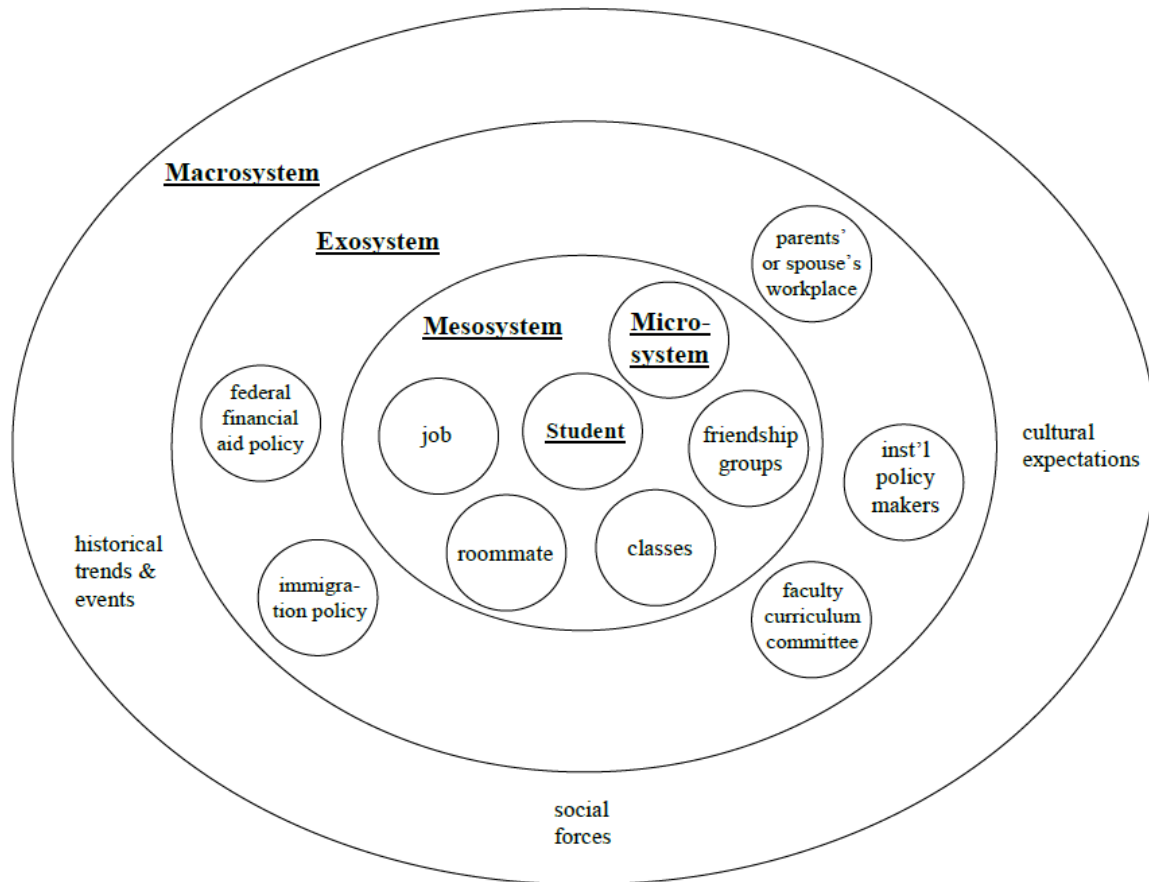 Macrosystem
Exosystem
parents’
or spouse’s
workplace
Mesosystem
Micro-
system
federal
financial
aid policy
job
Student
friendship
groups
inst’l
policy
makers
cultural
expectations
historical
trends &
events
immigra-
tion policy
roommate
classes
faculty
curriculum
committee
social
forces